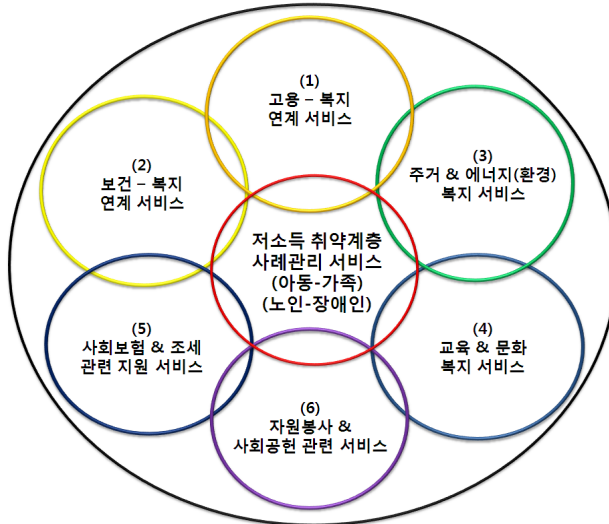 (1)
고용 – 복지
연계 서비스
(2)
보건 – 복지
연계 서비스
(3)
주거 & 에너지(환경)
복지 서비스
저소득 취약계층
사례관리 서비스
(아동-가족)
(노인-장애인)
(5)
사회보험 & 조세
관련 지원 서비스
(4)
교육 & 문화
복지 서비스
(6)
자원봉사 &
사회공헌 관련 서비스